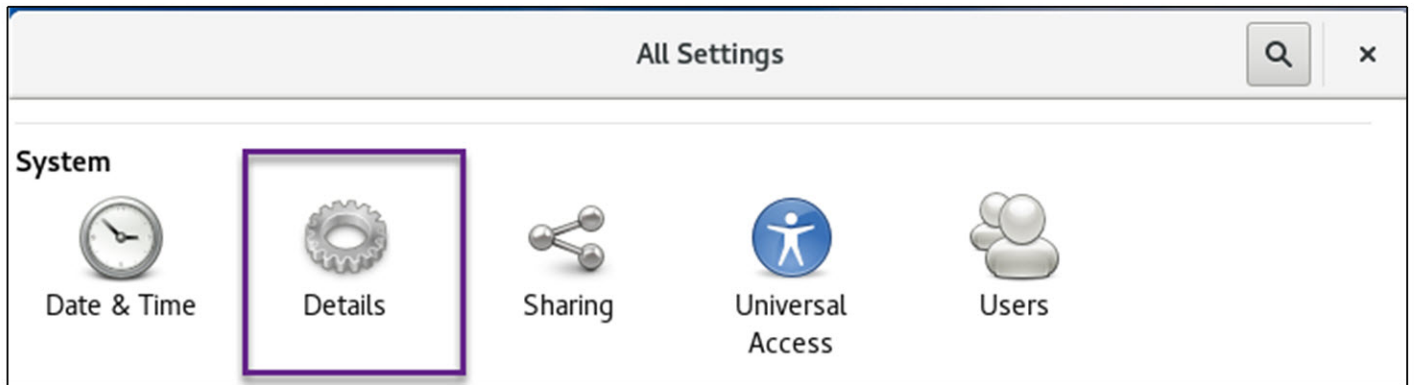 All Settings
System
Date & Time
Details
Sharing
Universal
Access
Users